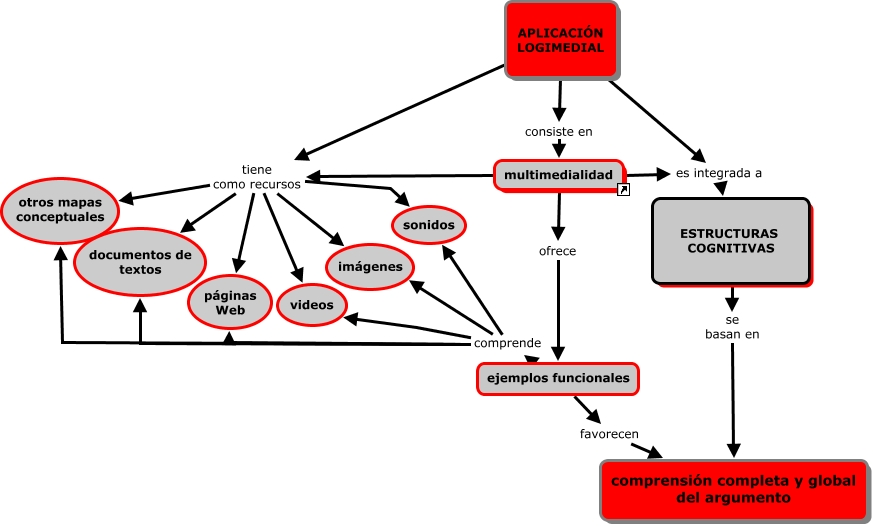 APLICACIÓN
LOGIMEDIAL
consiste en
tiene
como recursos
multimedialidad
es integrada a
otros mapas
conceptuales
sonidos
ESTRUCTURAS
COGNITIVAS
documentos de
textos
imágenes
ofrece
páginas
Web
videos
se
basan en
comprende
ejemplos funcionales
favorecen
comprensión completa y global
del argumento